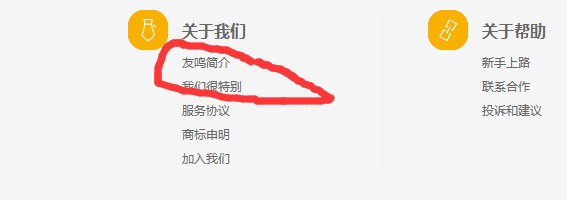 关于我们
友鸣简介
我们很特别
服务协议
商标申明
加入我们
关于帮助
新手上路
联系合作
投诉和建议